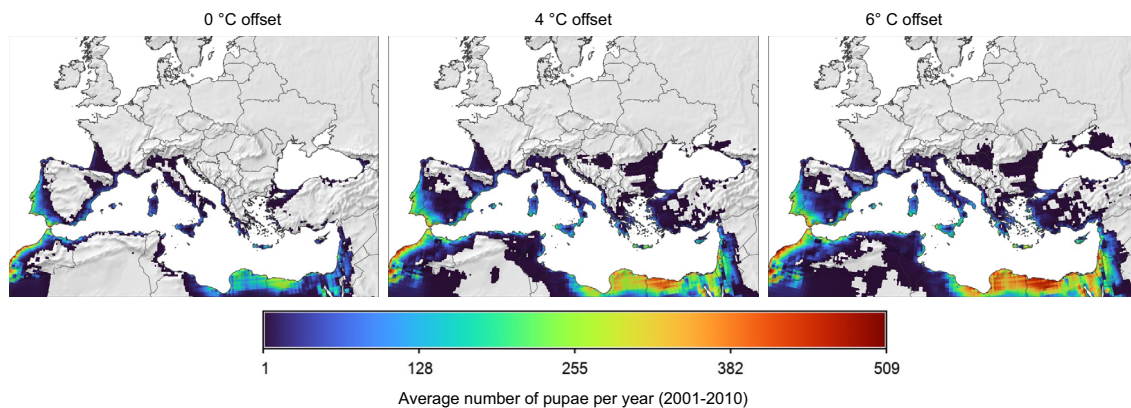 0 °C offset
4 °C offset
6° C offset
1
128
255
382
509
Average number of pupae per year (2001-2010)